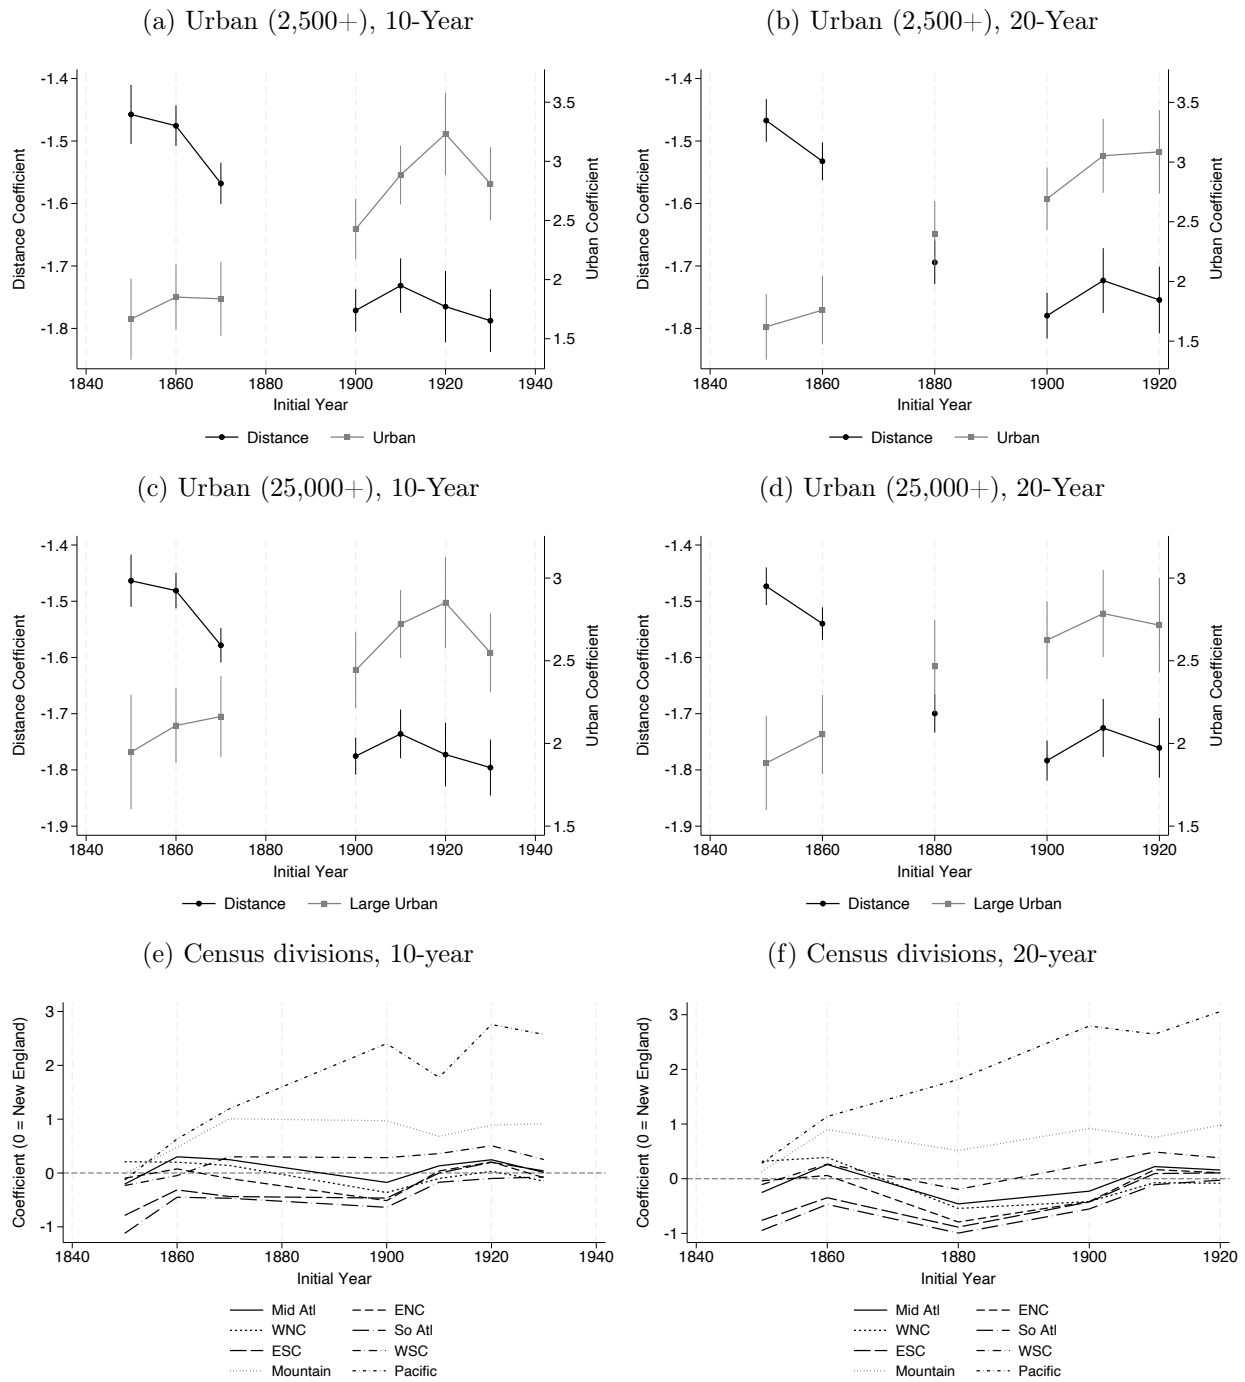 (a) Urban (2,500+), 10-Year
(b) Urban (2,500+), 20-Year
-1.4
-1.5
-1.6
-1.7
-1.8
Distance Coefficient
3.5
3
2.5
2
1.5
Urban Coefficient
1840 1860 1880 1900 1920 1940
Initial Year
Distance Urban
-1.4
-1.5
-1.6
-1.7
-1.8
Distance Coefficient
3.5
3
2.5
2
1.5
Urban Coefficient
1840 1860 1880 1900 1920
Initial Year
Distance Urban
(c) Urban (25,000+), 10-Year
(d) Urban (25,000+), 20-Year
-1.4
-1.5
-1.6
-1.7
-1.8
-1.9
Distance Coefficient
3
2.5
2
1.5
Urban Coefficient
1840 1860 1880 1900 1920 1940
Initial Year
Distance Large Urban
-1.4
-1.5
-1.6
-1.7
-1.8
-1.9
Distance Coefficient
3
2.5
2
1.5
Urban Coefficient
1840 1860 1880 1900 1920
Initial Year
Distance Large Urban
(e) Census divisions, 10-year
(f) Census divisions, 20-year
3
2
1
0
-1
Coefficient (0 = New England)
1840 1860 1880 1900 1920 1940
Initial Year
Mid Atl ENC
WNC So Atl
ESC WSC
Mountain Pacific
3
2
1
0
-1
Coefficient (0 = New England)
1840 1860 1880 1900 1920
Initial Year
Mid Atl ENC
WNC So Atl
ESC WSC
Mountain Pacific